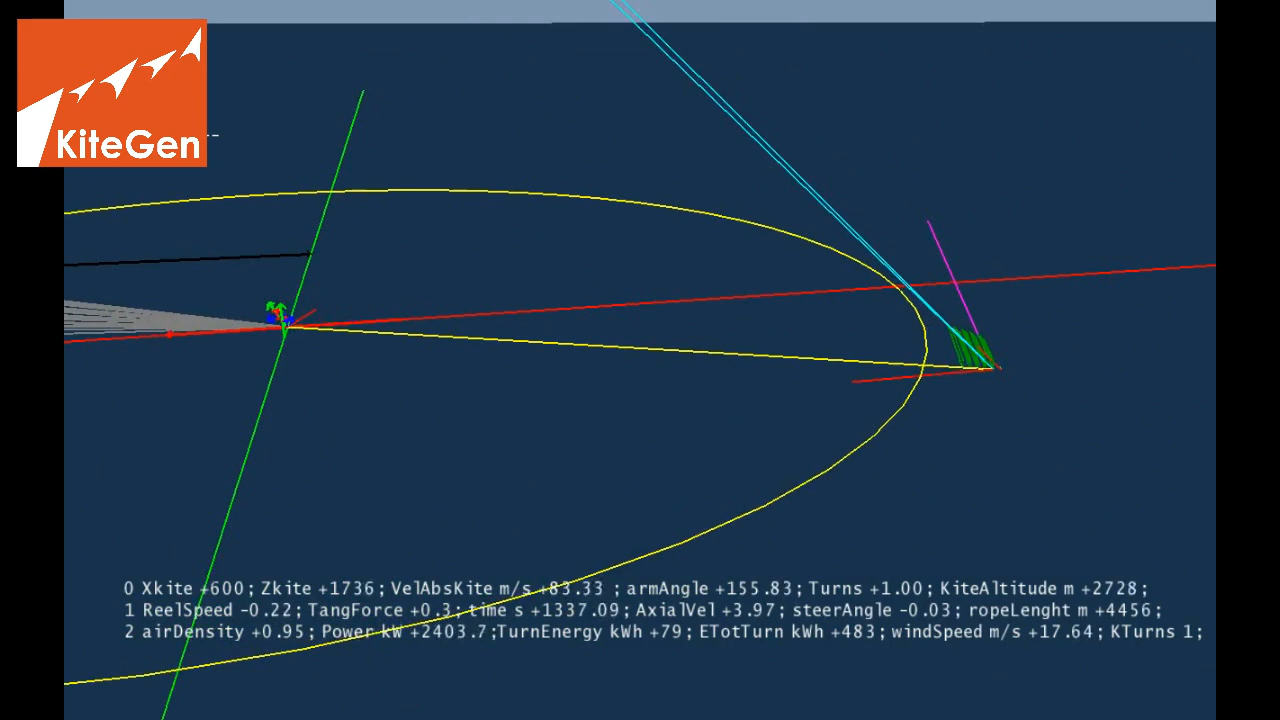 KiteGen
--
0 Xkite +600; Zkite +1736; VelAbsKite m/s +83.33 ; armAngle +155.83; Turns +1.00; KiteAltitude m +2728;
1 ReelSpeed -0.22; TangForce +0.3; time s +1337.09; AxialVel +3.97; steerAngle -0.03; ropeLenght m +4456;
2 airDensity +0.95; Power kW +2403.7;TurnEnergy kWh +79; ETotTurn kWh +483; windSpeed m/s +17.64; KTurns 1;